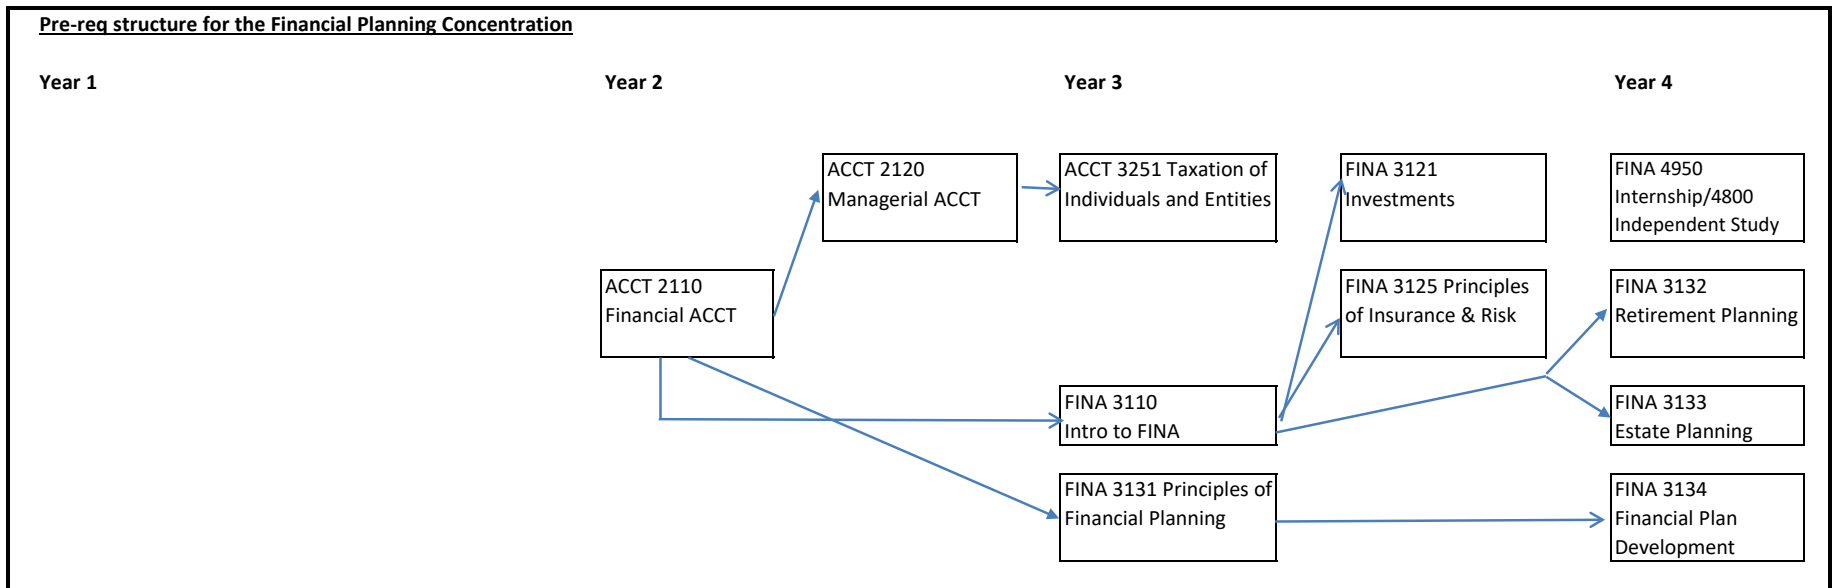 Pre-req structure for the Financial Planning Concentration
Year 1
Year 2
Year 3
Year 4
ACCT 2120
Managerial ACCT
ACCT 3251 Taxation of
Individuals and Entities
FINA 3121
Investments
FINA 4950
Internship/4800
Independent Study
ACCT 2110
Financial ACCT
FINA 3125 Principles
of Insurance & Risk
FINA 3132
Retirement Planning
FINA 3110
Intro to FINA
FINA 3133
Estate Planning
FINA 3131 Principles of
Financial Planning
FINA 3134
Financial Plan
Development